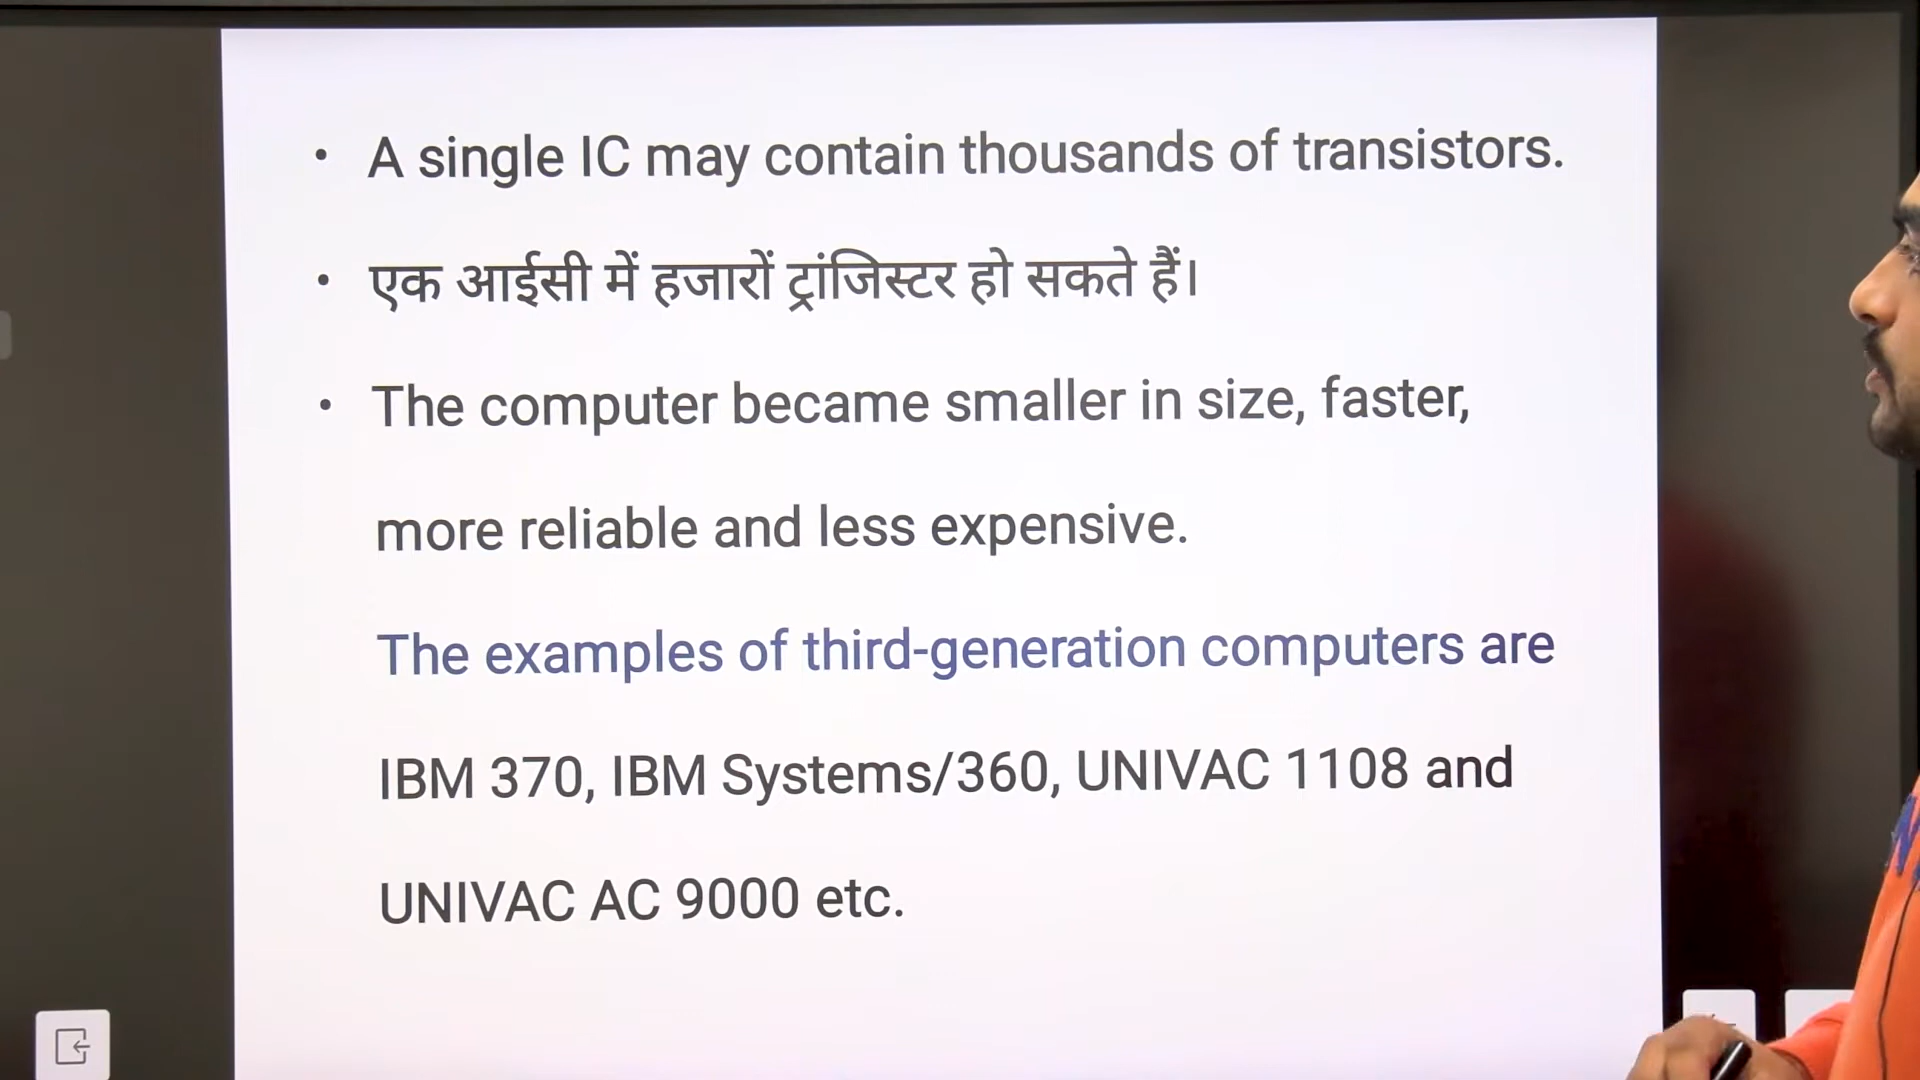 • A single IC may contain thousands of transistors.
• एक आईसी में हजारों ट्रांजिस्टर हो सकते हैं।
• The computer became smaller in size, faster,
more reliable and less expensive.
The examples of third-generation computers are
IBM 370, IBM Systems/360, UNIVAC 1108 and
UNIVAC AC 9000 etc.